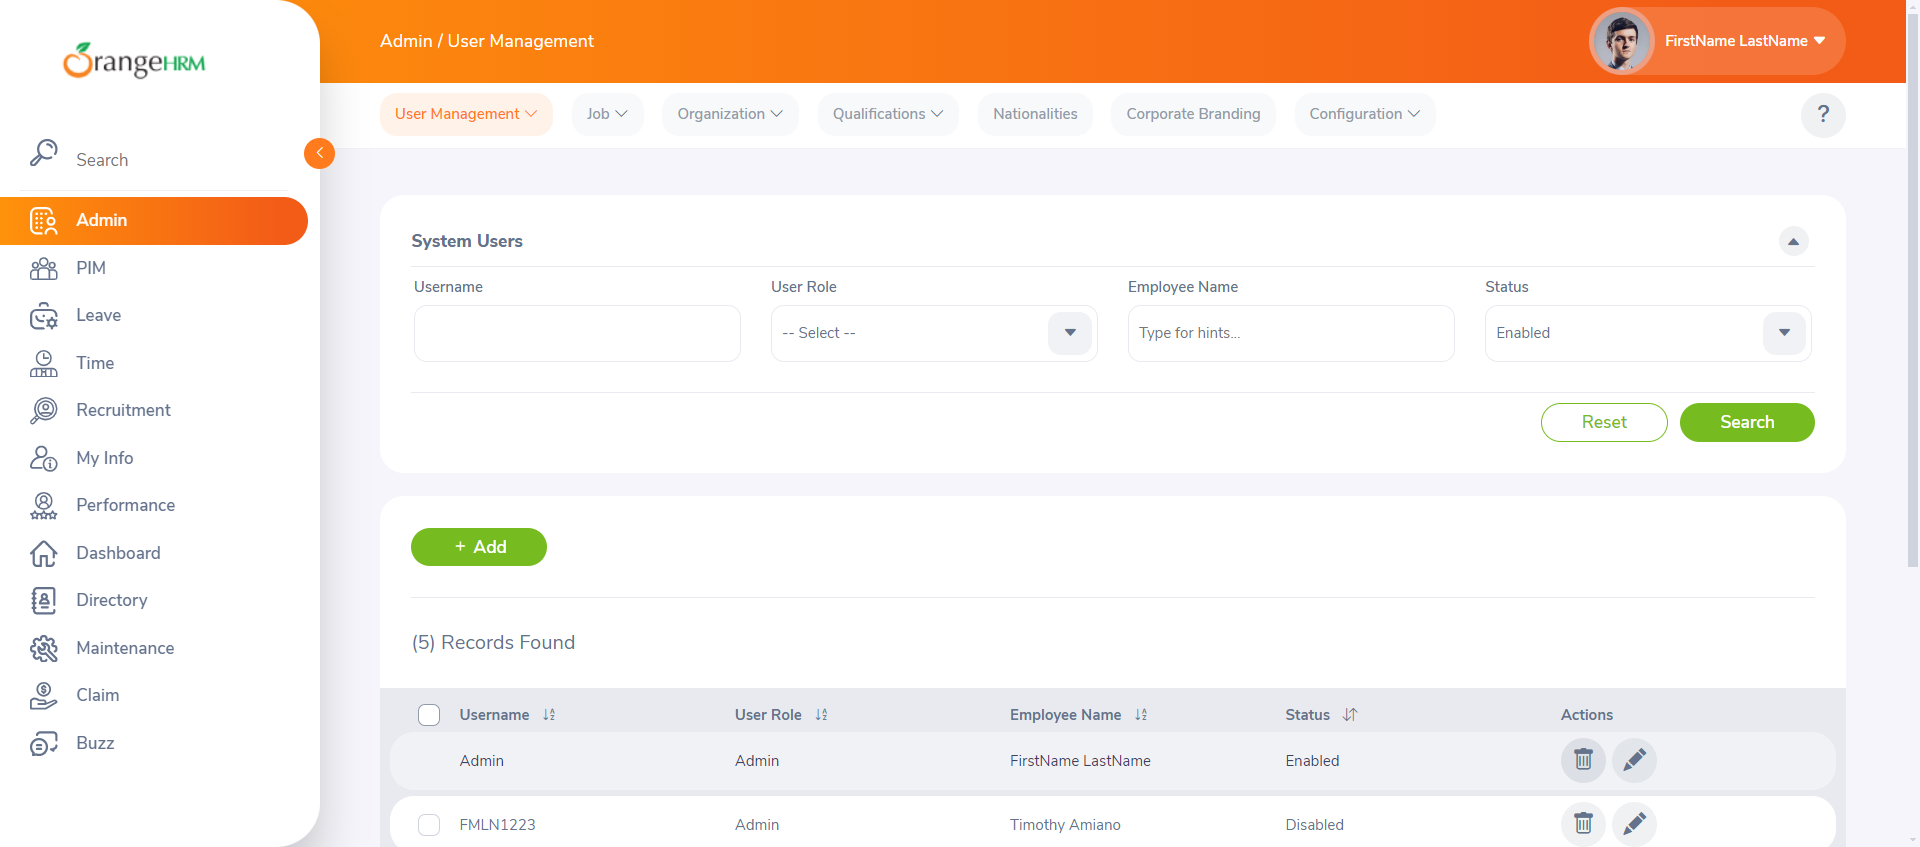 OrangeHRM
Search
Admin
PIM
Leave
Time
Recruitment
My Info
Performance
Dashboard
Directory
Maintenance
Claim
Buzz
Admin / User Management
FirstName LastName
User Management
Job
Organization
Qualifications
Nationalities
Corporate Branding
Configuration
?
System Users
Username
User Role
Employee Name
Status
-- Select --
Type for hints...
Enabled
Reset
Search
+ Add
(5) Records Found
Username
User Role
Employee Name
Status
Actions
Admin
Admin
FirstName LastName
Enabled
FMLN1223
Admin
Timothy Amiano
Disabled